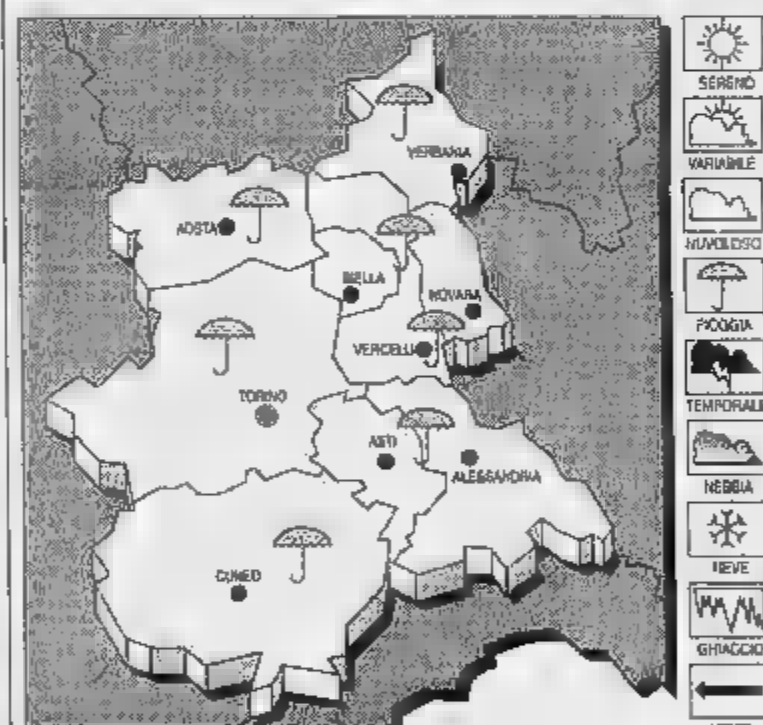 VERBANIA
AOSTA
BIELLA
NOVARA
VERCELLI
TORINO
ASTI
ALESSANDRIA
CUNEO
SERENO
VARIABILE
NUVOLOSO
PIOGGIA
TEMPORALE
NEBBIA
NEVE
GHIACCIO